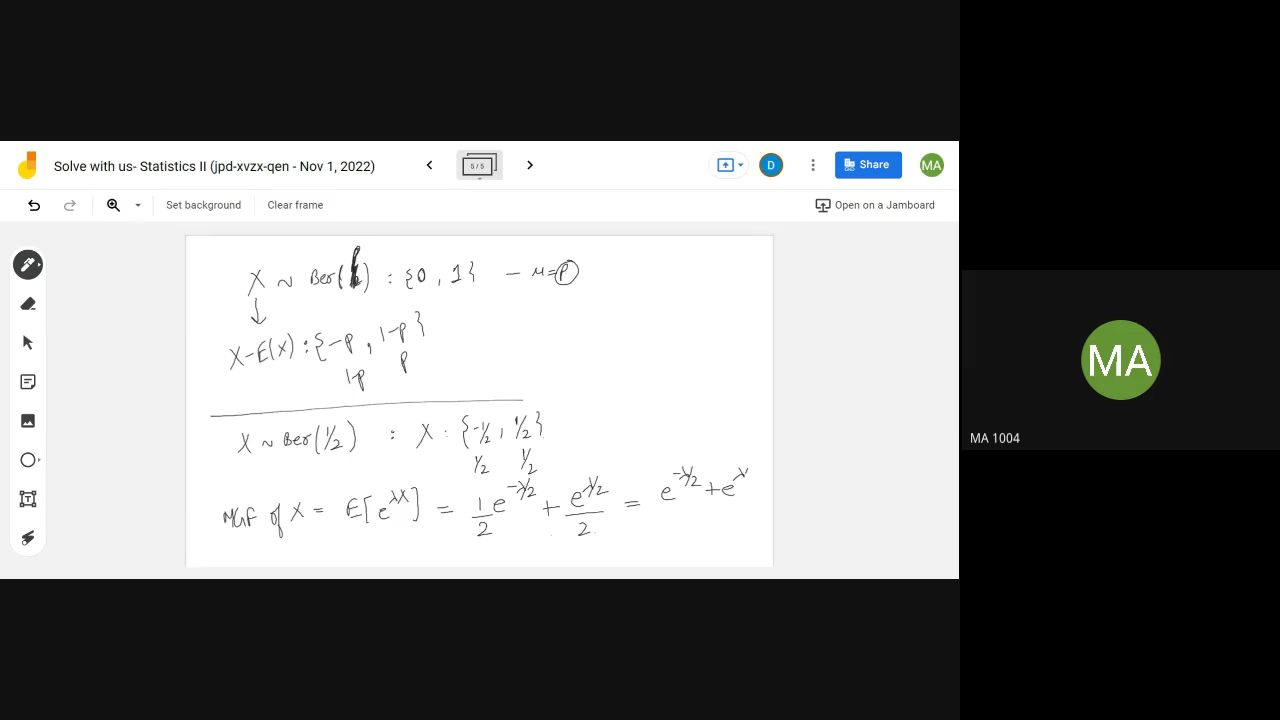 Solve with us- Statistics II (jpd-xvzx-qen - Nov 1, 2022)
5 / 5
D
Share
MA
Set background
Clear frame
Open on a Jamboard
X ~ Ber( ) : {0, 1} – μ=p
X-E(X) : {-p, 1-p}
1-p p
X ~ Ber(1/2) : X : {-1/2, 1/2}
1/2 1/2
MGF of X = E[e^{λX}] = 1/2 e^{-λ/2} + e^{λ/2}/2 = e^{-λ/2} + e^{λ
MA
MA 1004